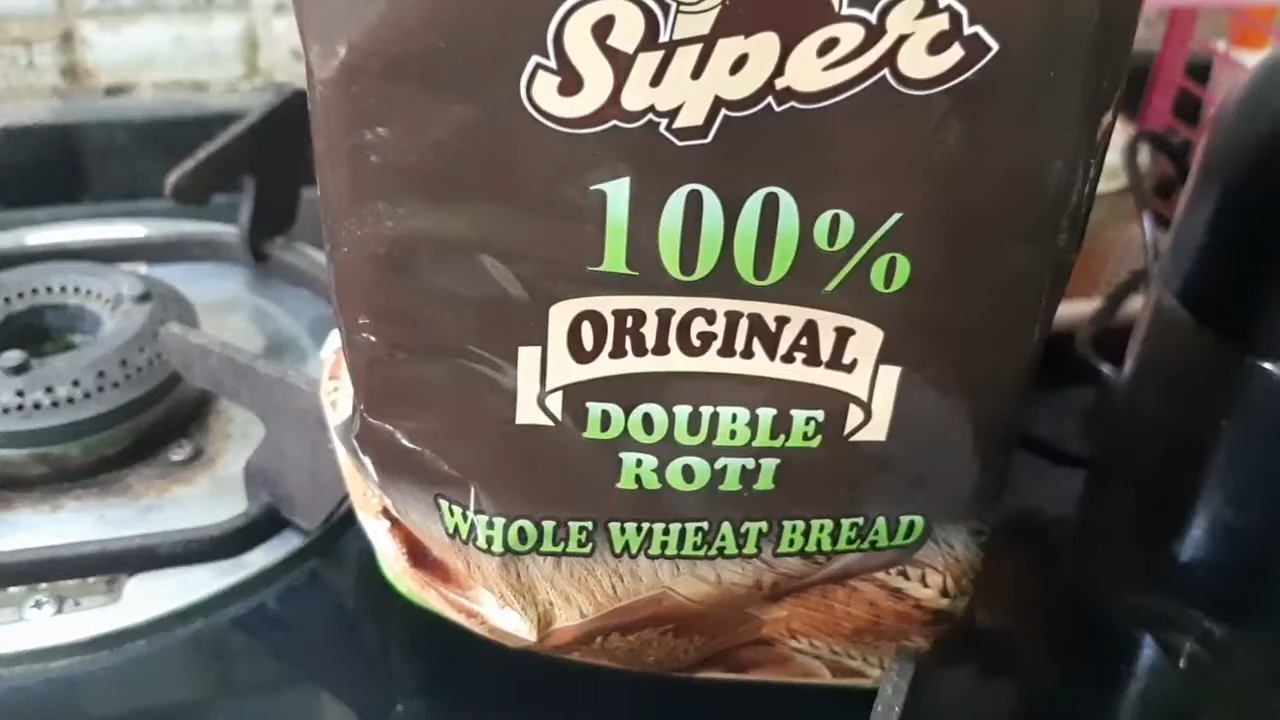 Super
100%
ORIGINAL
DOUBLE
ROTI
WHOLE WHEAT BREAD